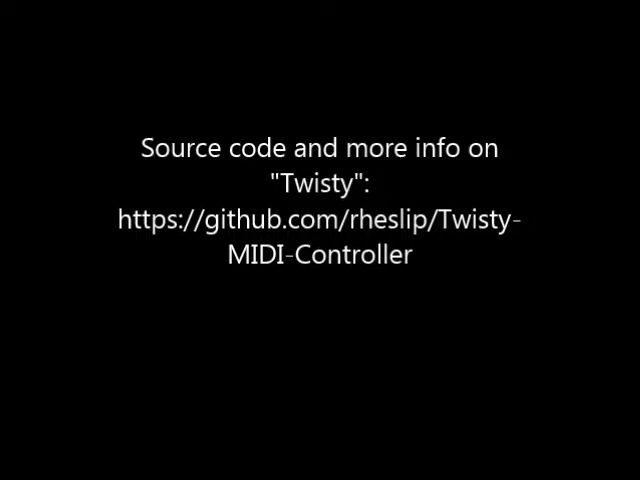 Source code and more info on
"Twisty":
https://github.com/rheslip/Twisty-
MIDI-Controller